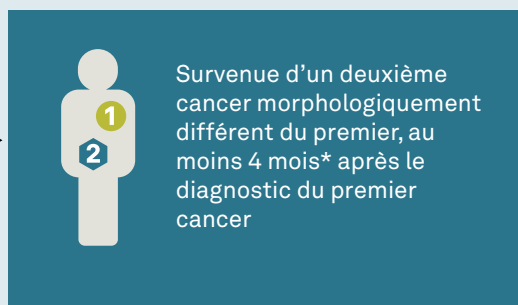 1
2
Survenue d’un deuxième
cancer morphologiquement
différent du premier, au
moins 4 mois* après le
diagnostic du premier
cancer